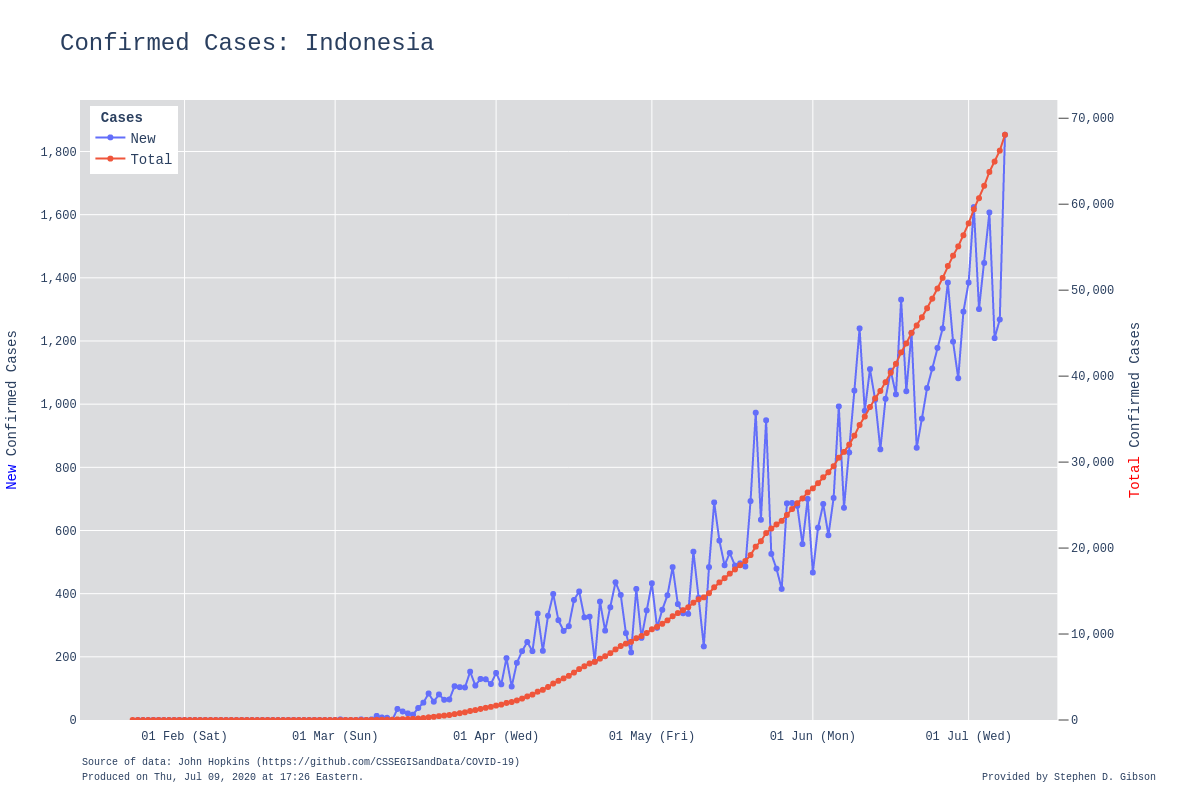 Confirmed Cases: Indonesia
Cases
New
Total
1,800
1,600
1,400
1,200
1,000
800
600
400
200
0
New Confirmed Cases
70,000
60,000
50,000
40,000
30,000
20,000
10,000
0
Total Confirmed Cases
01 Feb (Sat)
01 Mar (Sun)
01 Apr (Wed)
01 May (Fri)
01 Jun (Mon)
01 Jul (Wed)
Source of data: John Hopkins (https://github.com/CSSEGISandData/COVID-19)
Produced on Thu, Jul 09, 2020 at 17:26 Eastern.
Provided by Stephen D. Gibson